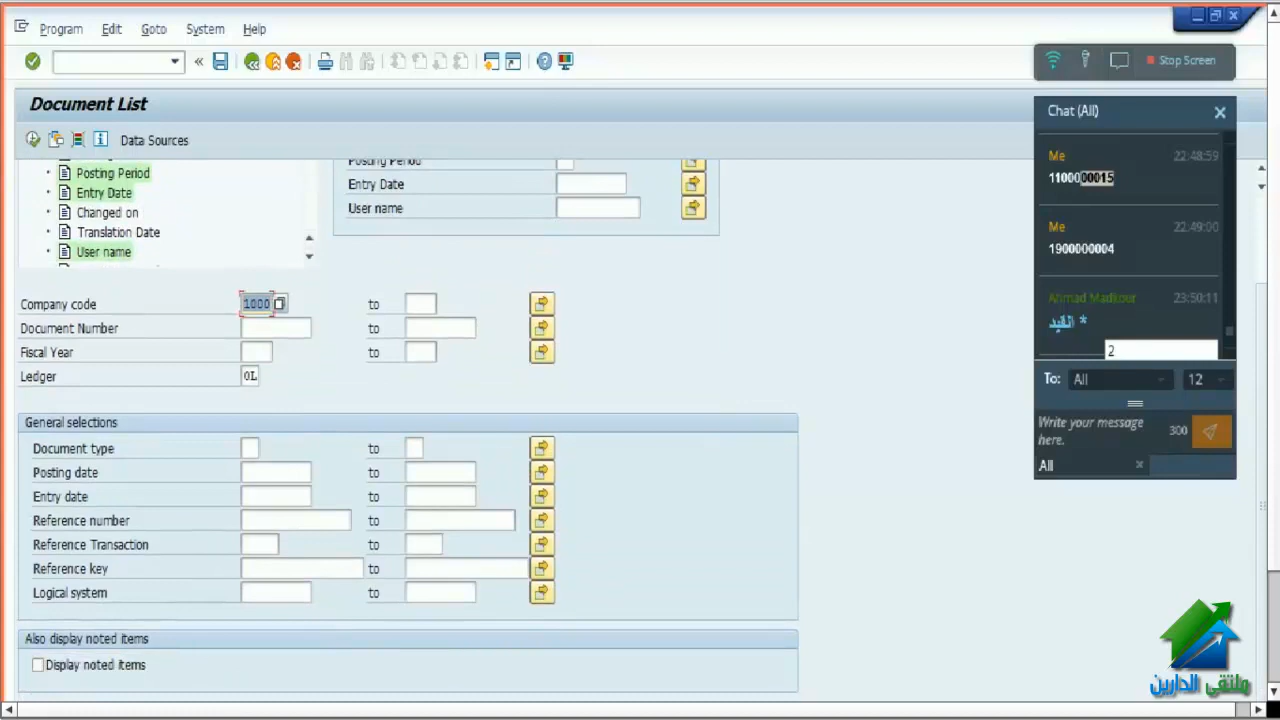 Program Edit Goto System Help
Stop Screen
Document List
Data Sources
Posting Period
Entry Date
Changed on
Translation Date
User name
Posting Period
Entry Date
User name
Company code 1000 to
Document Number to
Fiscal Year to
Ledger 0L
General selections
Document type to
Posting date to
Entry date to
Reference number to
Reference Transaction to
Reference key to
Logical system to
Also display noted items
Display noted items
Chat (All)
Me 22:48:59
1100000015
Me 22:49:00
1900000004
Ahmad Madkour 23:50:11
2
To: All 12
Write your message here. 300
All
ملتقى الدارين